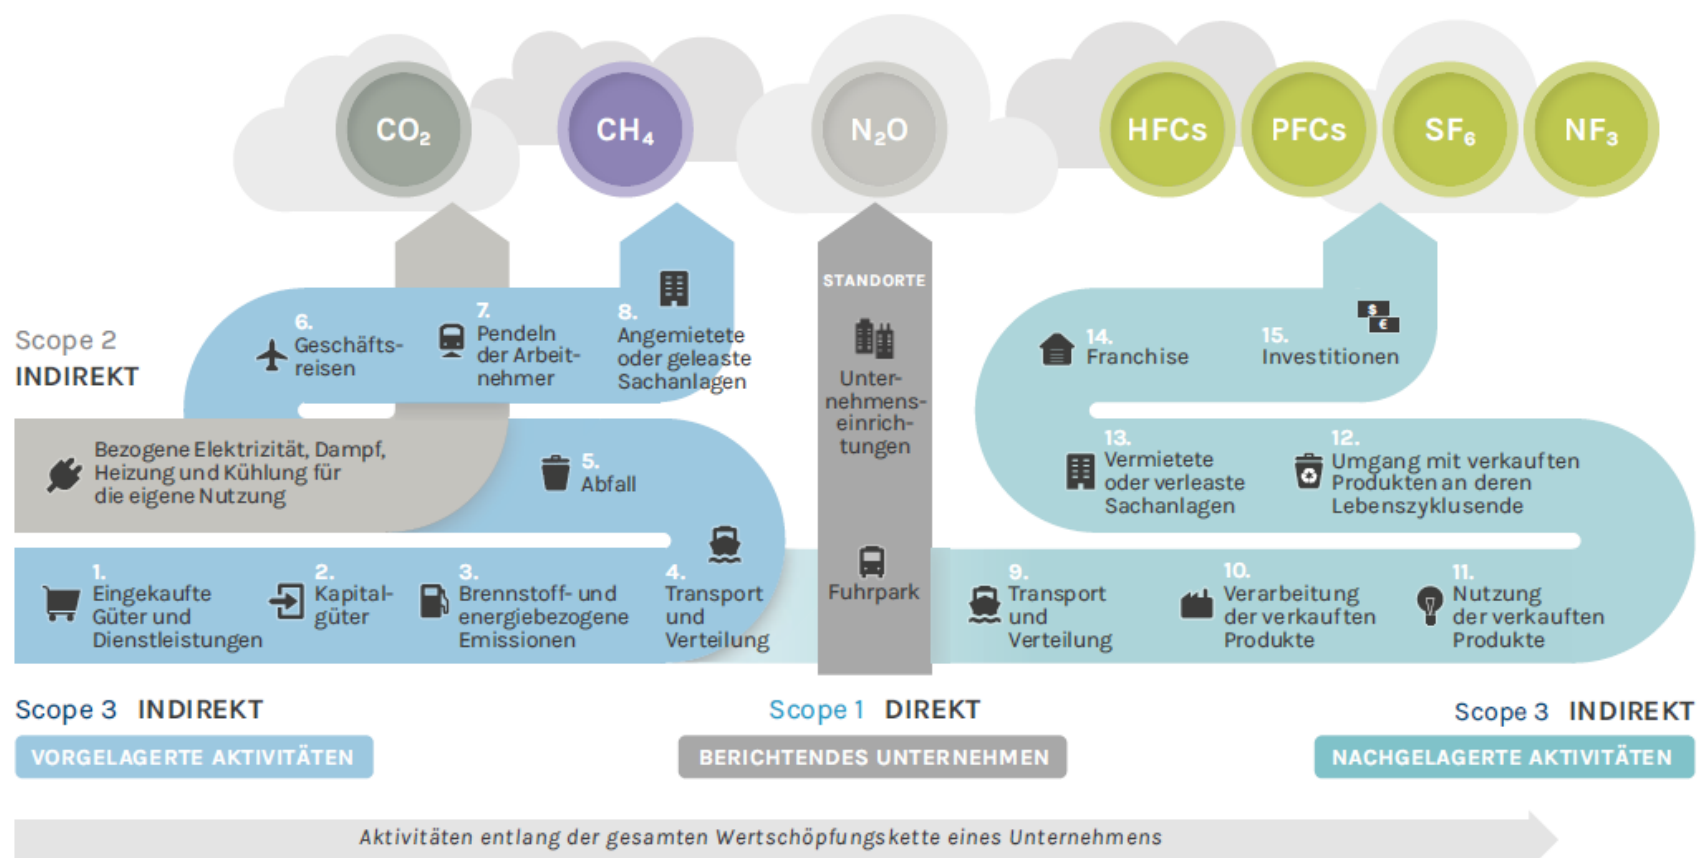 CO₂
CH₄
N₂O
HFCs
PFCs
SF₆
NF₃
Scope 2
INDIREKT
6.
Geschäfts-
reisen
7.
Pendeln
der Arbeit-
nehmer
8.
Angemietete
oder geleaste
Sachanlagen
Bezogene Elektrizität, Dampf,
Heizung und Kühlung für
die eigene Nutzung
5.
Abfall
1.
Eingekaufte
Güter und
Dienstleistungen
2.
Kapital-
güter
3.
Brennstoff- und
energiebezogene
Emissionen
4.
Transport
und
Verteilung
STANDORTE
Unter-
nehmens-
einrich-
tungen
Fuhrpark
14.
Franchise
15.
Investitionen
$
€
13.
Vermietete
oder verleaste
Sachanlagen
12.
Umgang mit verkauften
Produkten an deren
Lebenszyklusende
9.
Transport
und
Verteilung
10.
Verarbeitung
der verkauften
Produkte
11.
Nutzung
der verkauften
Produkte
Scope 3 INDIREKT
VORGELAGERTE AKTIVITÄTEN
Scope 1 DIREKT
BERICHTENDES UNTERNEHMEN
Scope 3 INDIREKT
NACHGELAGERTE AKTIVITÄTEN
Aktivitäten entlang der gesamten Wertschöpfungskette eines Unternehmens